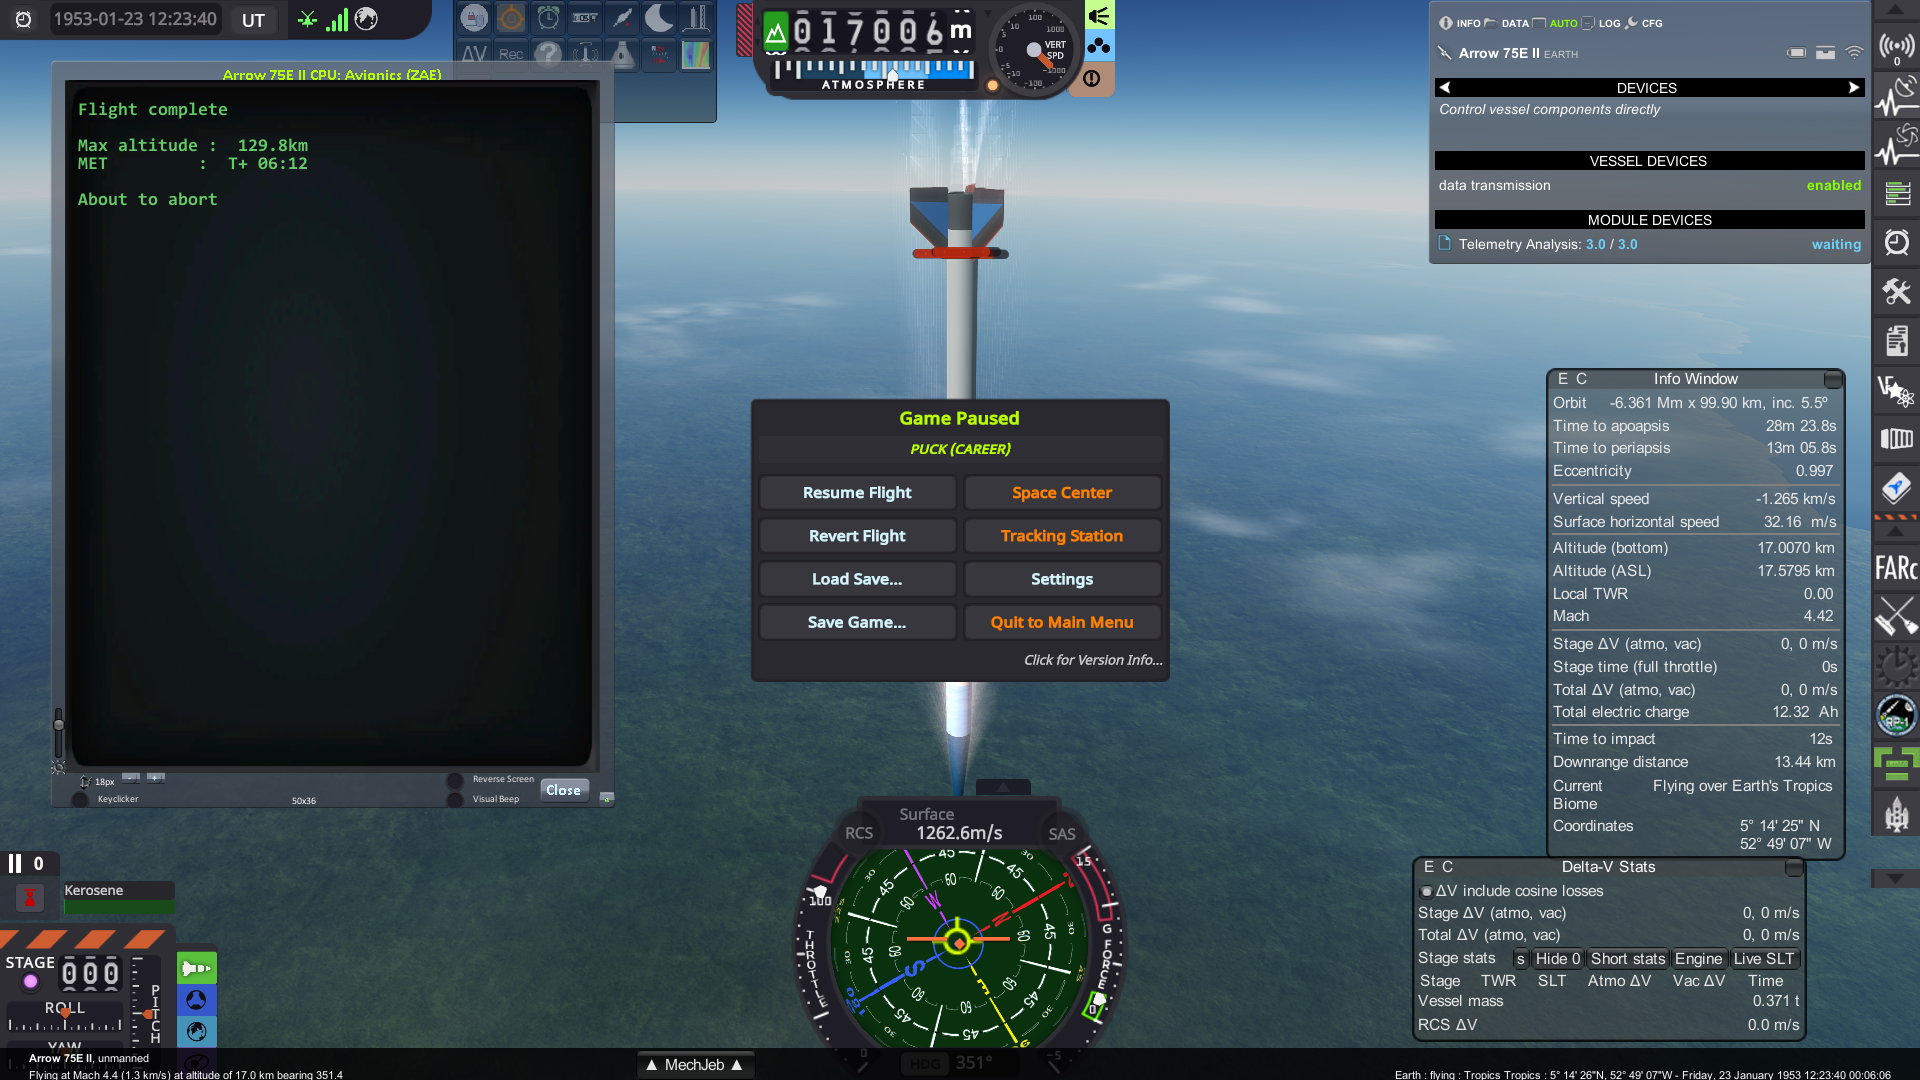 1953-01-23 12:23:40 UT
ΔV Rec
017006 m
ATMOSPHERE
VERT SPD
Arrow 75E II CPU: Avionics (ZAE)
Flight complete
Max altitude : 129.8km
MET : T+ 06:12
About to abort
18px
Keyclicker
50x36
Reverse Screen
Visual Beep
Close
INFO DATA AUTO LOG CFG
Arrow 75E II EARTH
DEVICES
Control vessel components directly
VESSEL DEVICES
data transmission enabled
MODULE DEVICES
Telemetry Analysis: 3.0 / 3.0 waiting
0
FARc
RP-1
Game Paused
PUCK (CAREER)
Resume Flight Space Center
Revert Flight Tracking Station
Load Save... Settings
Save Game... Quit to Main Menu
Click for Version Info...
E C Info Window
Orbit -6.361 Mm x 99.90 km, inc. 5.5º
Time to apoapsis 28m 23.8s
Time to periapsis 13m 05.8s
Eccentricity 0.997
Vertical speed -1.265 km/s
Surface horizontal speed 32.16 m/s
Altitude (bottom) 17.0070 km
Altitude (ASL) 17.5795 km
Local TWR 0.00
Mach 4.42
Stage ΔV (atmo, vac) 0, 0 m/s
Stage time (full throttle) 0s
Total ΔV (atmo, vac) 0, 0 m/s
Total electric charge 12.32 Ah
Time to impact 12s
Downrange distance 13.44 km
Current Biome Flying over Earth's Tropics
Coordinates 5° 14' 25" N
52° 49' 07" W
E C Delta-V Stats
ΔV include cosine losses
Stage ΔV (atmo, vac) 0, 0 m/s
Total ΔV (atmo, vac) 0, 0 m/s
Stage stats s Hide 0 Short stats Engine Live SLT
Stage TWR SLT Atmo ΔV Vac ΔV Time
Vessel mass 0.371 t
RCS ΔV 0.0 m/s
Surface
RCS 1262.6m/s SAS
THROTTLE
100
G FORCE
15
HDG 351°
0
Kerosene
STAGE 000
ROLL
PITCH
YAW
MechJeb
Arrow 75E II, unmanned
Flying at Mach 4.4 (1.3 km/s) at altitude of 17.0 km bearing 351.4
Earth : flying : Tropics Tropics : 5° 14' 26"N, 52° 49' 07"W - Friday, 23 January 1953 12:23:40 00:06:06